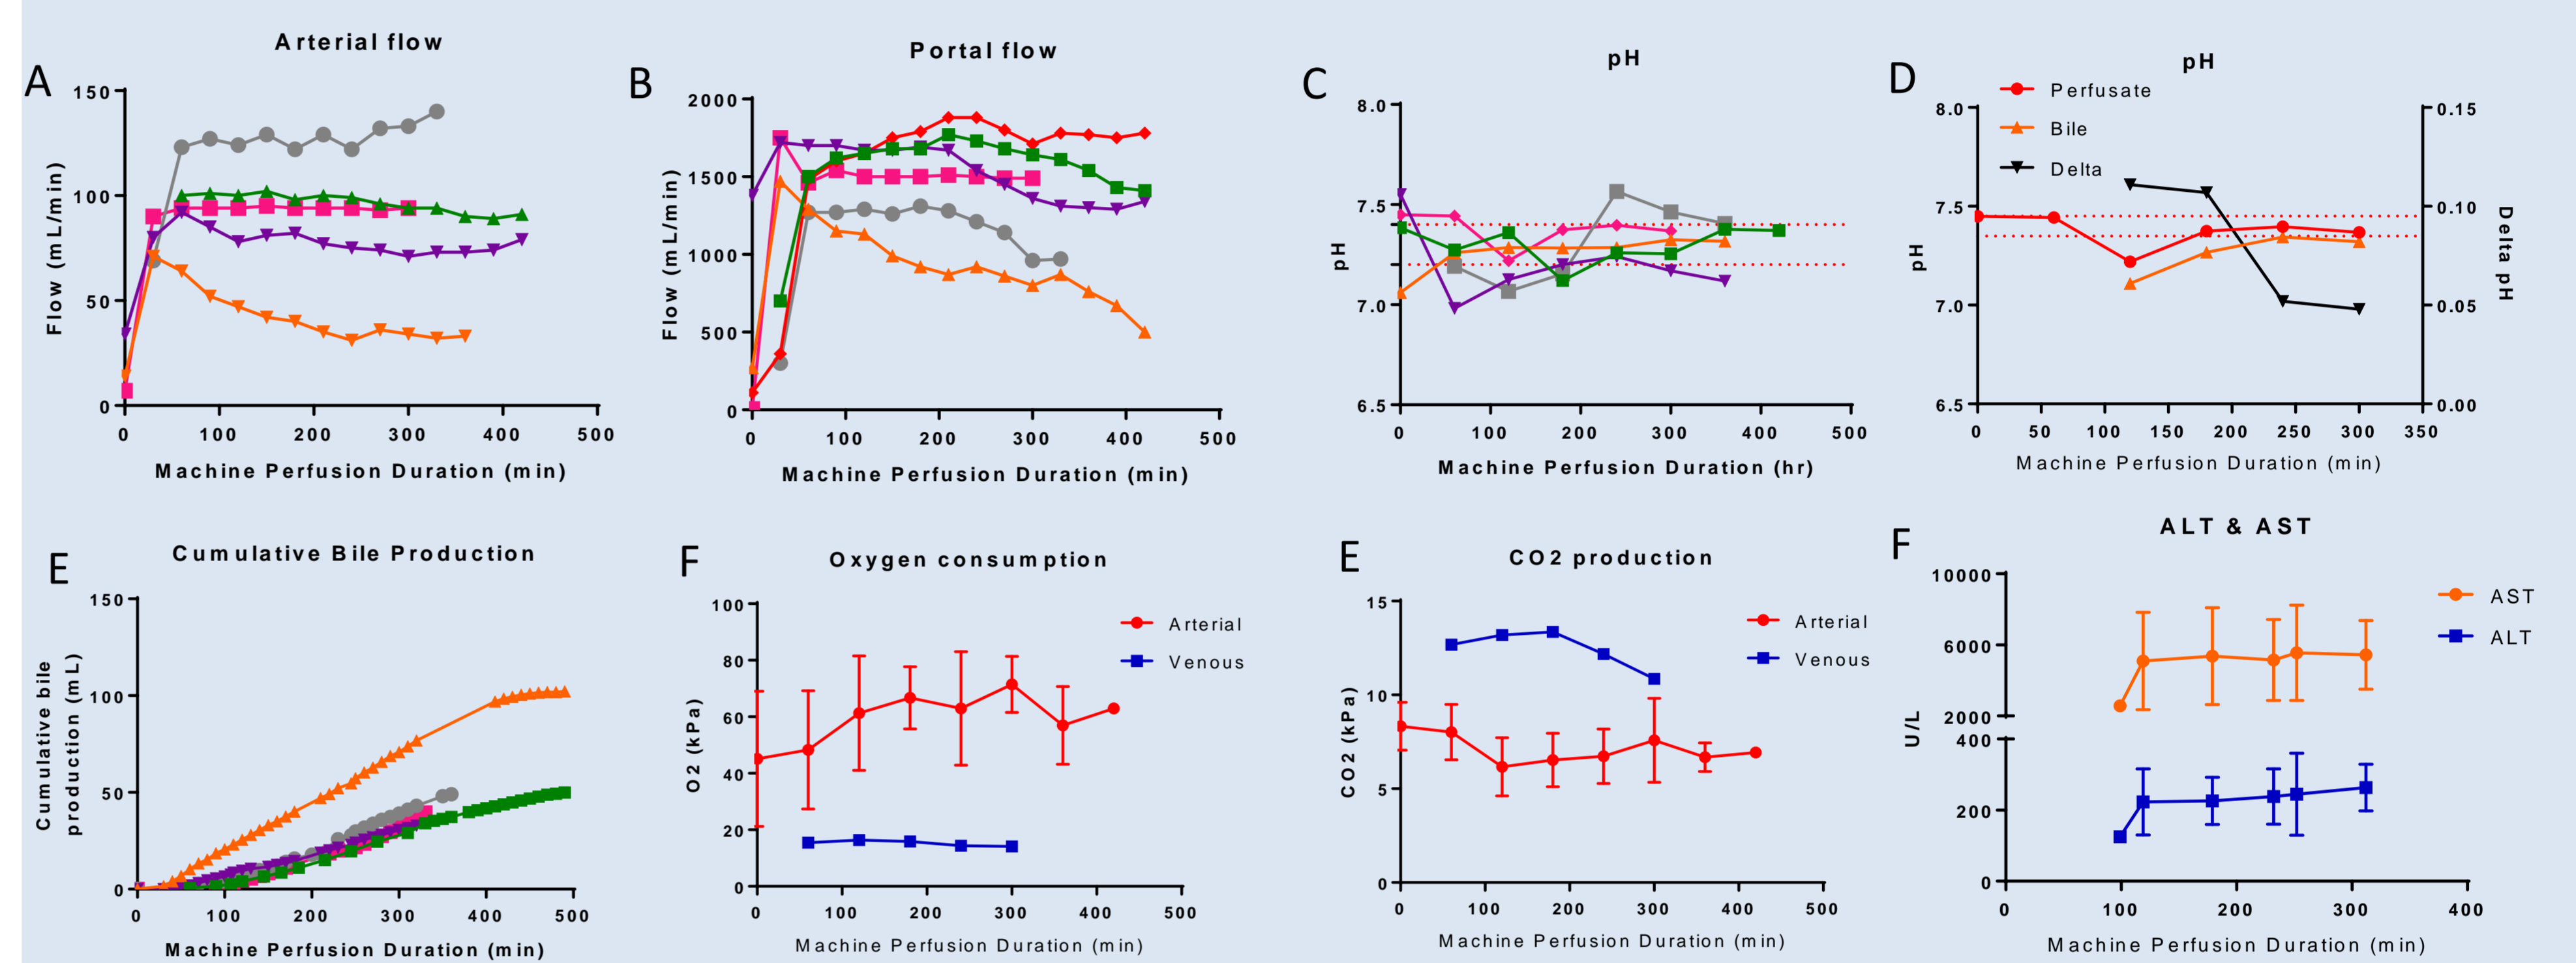 A
Arterial flow
150
100
50
0
Flow (mL/min)
0 100 200 300 400 500
Machine Perfusion Duration (min)
B
Portal flow
2000
1500
1000
500
0
Flow (mL/min)
0 100 200 300 400 500
Machine Perfusion Duration (min)
C
pH
8.0
7.5
7.0
6.5
pH
0 100 200 300 400 500
Machine Perfusion Duration (hr)
D
pH
Perfusate
Bile
Delta
8.0
7.5
7.0
6.5
pH
0.15
0.10
0.05
0.00
Delta pH
0 50 100 150 200 250 300 350
Machine Perfusion Duration (min)
E
Cumulative Bile Production
150
100
50
0
Cumulative bile
production (mL)
0 100 200 300 400 500
Machine Perfusion Duration (min)
F
Oxygen consumption
Arterial
Venous
100
80
60
40
20
0
O2 (kPa)
0 100 200 300 400 500
Machine Perfusion Duration (min)
E
CO2 production
Arterial
Venous
15
10
5
0
CO2 (kPa)
0 100 200 300 400 500
Machine Perfusion Duration (min)
F
ALT & AST
AST
ALT
10000
6000
2000
400
200
0
U/L
0 100 200 300 400
Machine Perfusion Duration (min)